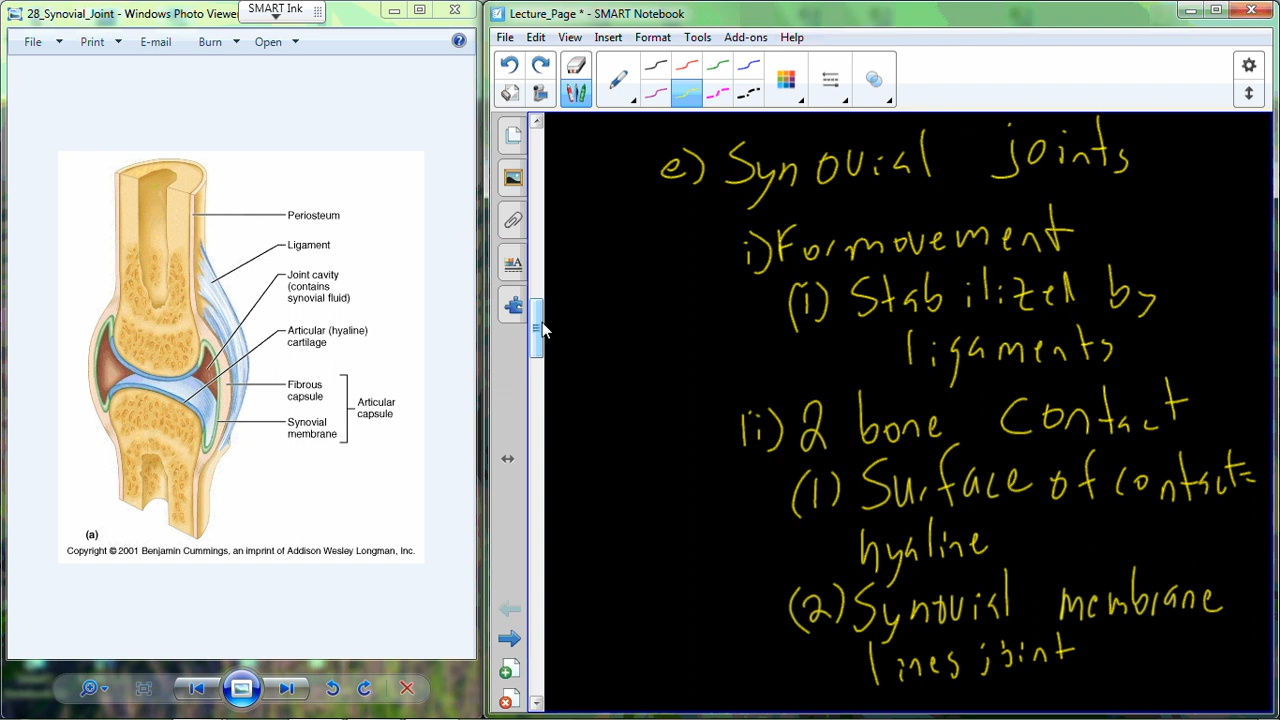 28_Synovial_Joint - Windows Photo Viewer
SMART Ink
File Print E-mail Burn Open
Periosteum
Ligament
Joint cavity
(contains
synovial fluid)
Articular (hyaline)
cartilage
Fibrous
capsule
Articular
capsule
Synovial
membrane
(a)
Copyright © 2001 Benjamin Cummings, an imprint of Addison Wesley Longman, Inc.
Lecture_Page * - SMART Notebook
File Edit View Insert Format Tools Add-ons Help
e) Synovial joints
i) For movement
(i) Stabilized by
ligaments
ii) 2 bone contact
(1) Surface of contact=
hyaline
(2) Synovial membrane
lines joint